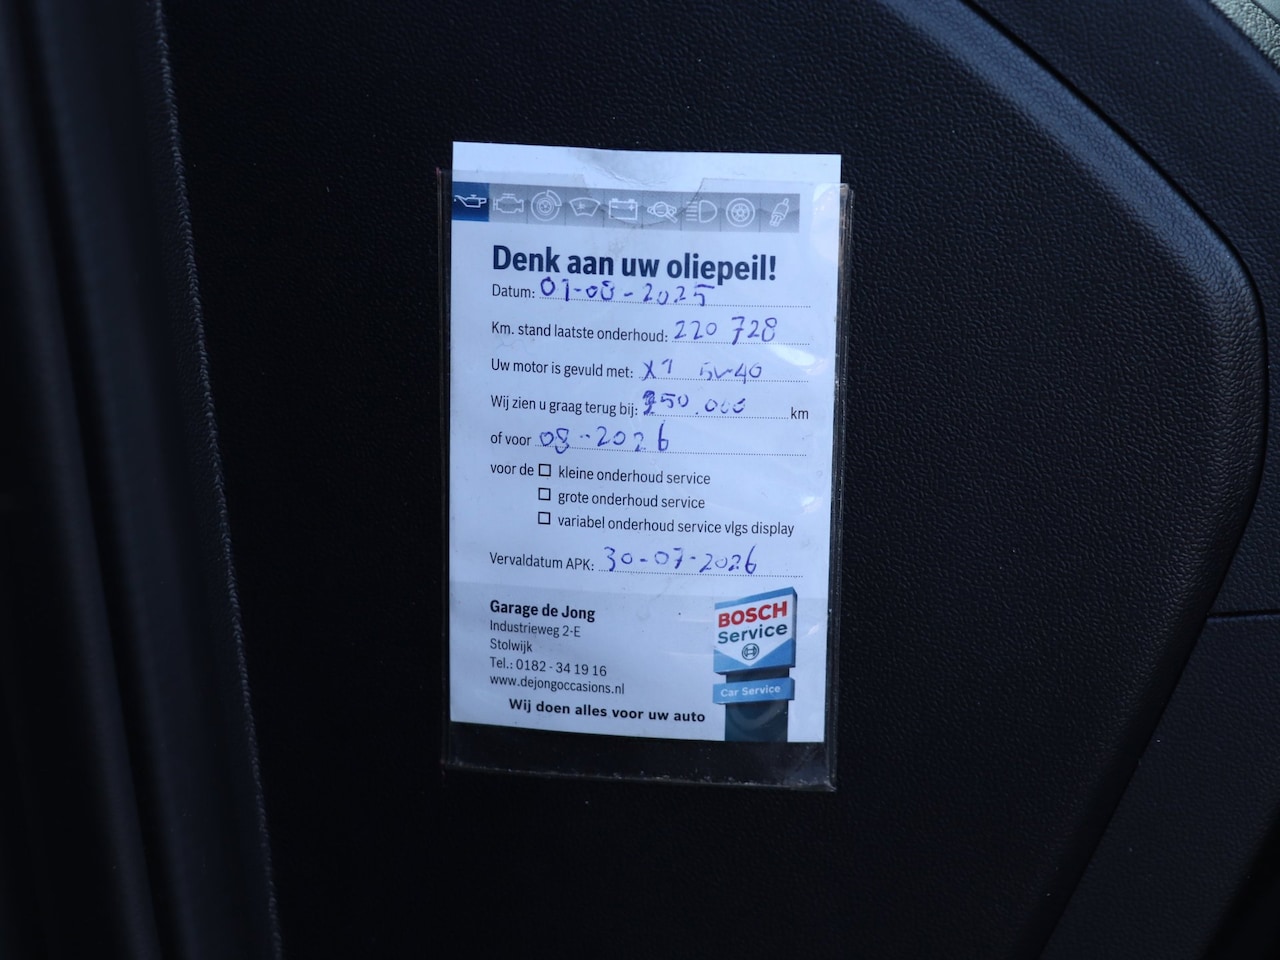 Denk aan uw oliepeil!
Datum: 01-08-2025
Km. stand laatste onderhoud: 220 728
Uw motor is gevuld met: X1 5W40
Wij zien u graag terug bij: 250.000 km
of voor 08-2026
voor de kleine onderhoud service
grote onderhoud service
variabel onderhoud service vlgs display
Vervaldatum APK: 30-07-2026
Garage de Jong
Industrieweg 2-E
Stolwijk
Tel.: 0182 - 34 19 16
www.dejongoccasions.nl
Wij doen alles voor uw auto
BOSCH
Service
Car Service